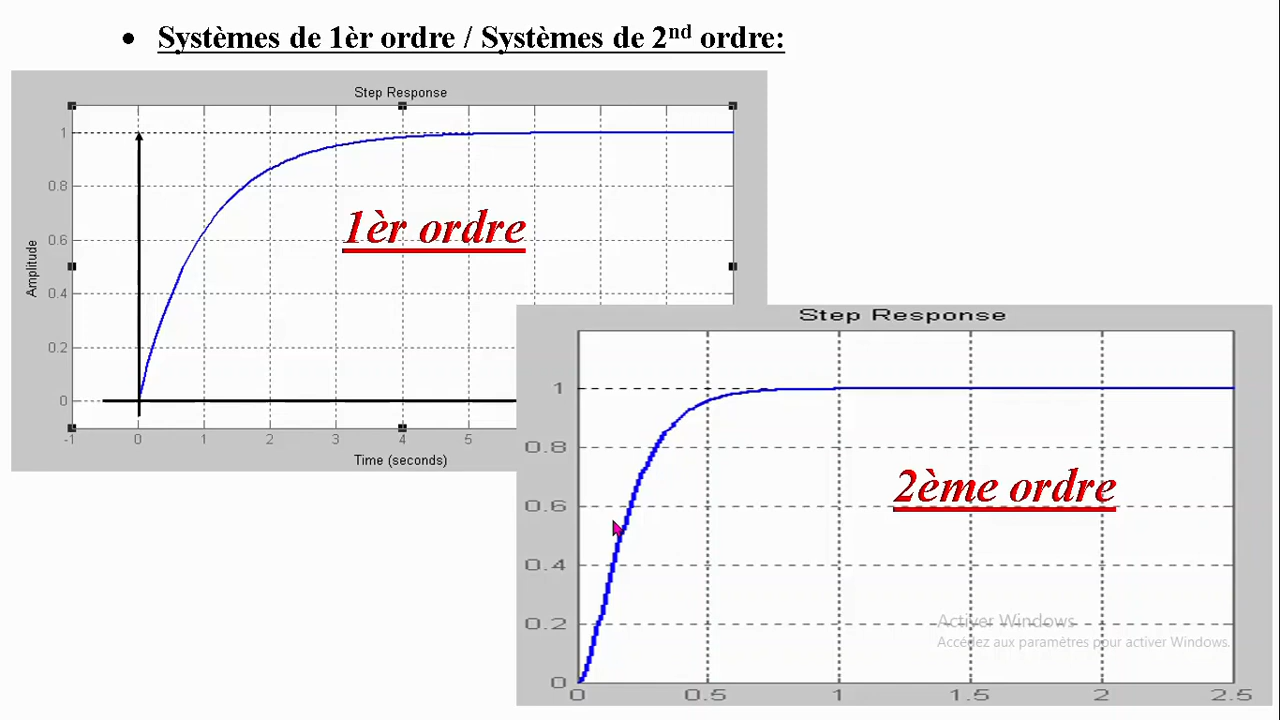 • Systèmes de 1èr ordre / Systèmes de 2nd ordre:
Step Response
1
0.8
0.6
0.4
0.2
0
Amplitude
1èr ordre
-1 0 1 2 3 4 5
Time (seconds)
Step Response
1
0.8
0.6
0.4
0.2
0
2ème ordre
Activer Windows
Accédez aux paramètres pour activer Windows.
0 0.5 1 1.5 2 2.5